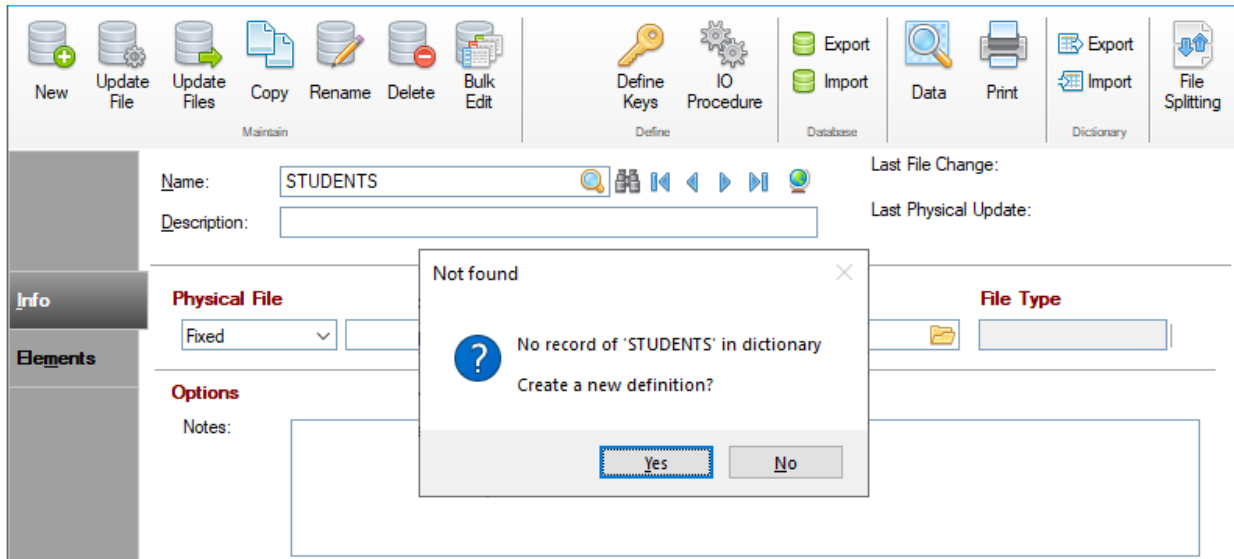 New
Update File
Update Files
Copy
Rename
Delete
Bulk Edit
Maintain
Define Keys
IO Procedure
Define
Export
Import
Database
Data
Print
Export
Import
Dictionary
File Splitting
Name:
STUDENTS
Last File Change:
Description:
Last Physical Update:
Not found
No record of 'STUDENTS' in dictionary
Create a new definition?
Yes
No
Info
Elements
Physical File
File Type
Fixed
Options
Notes: